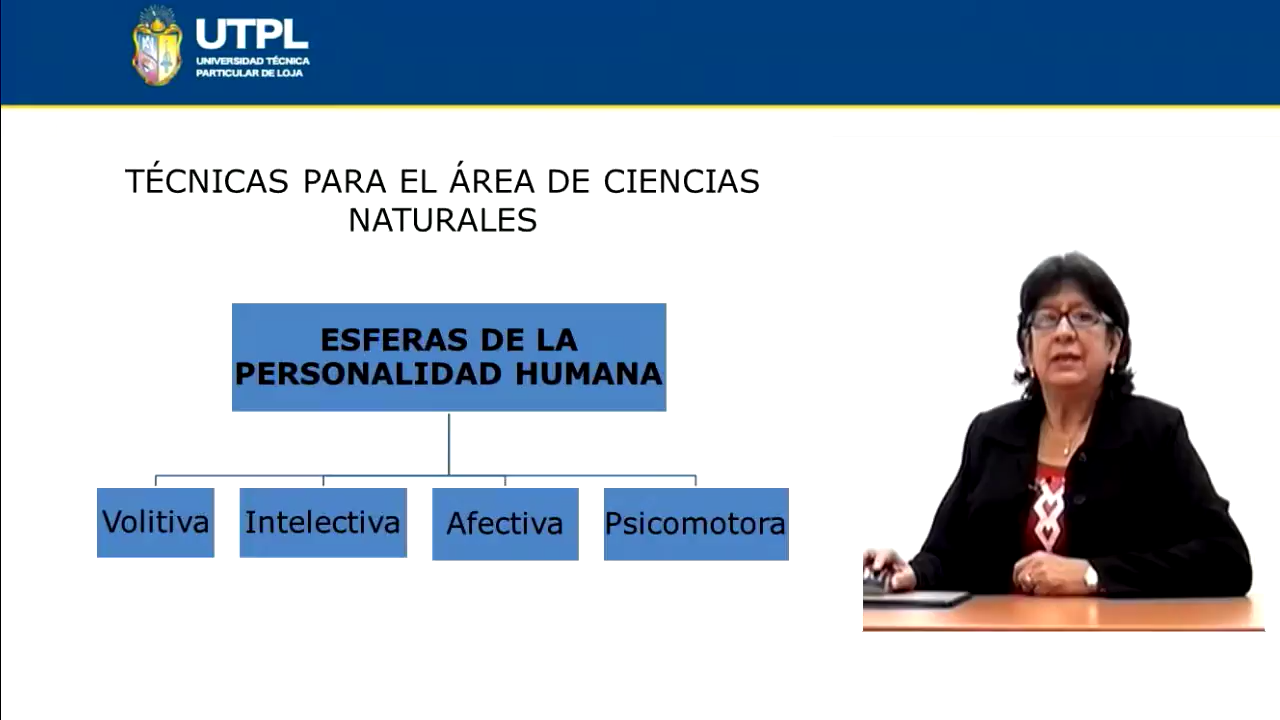 UTPL
UNIVERSIDAD TÉCNICA
PARTICULAR DE LOJA
TÉCNICAS PARA EL ÁREA DE CIENCIAS
NATURALES
ESFERAS DE LA
PERSONALIDAD HUMANA
Volitiva
Intelectiva
Afectiva
Psicomotora